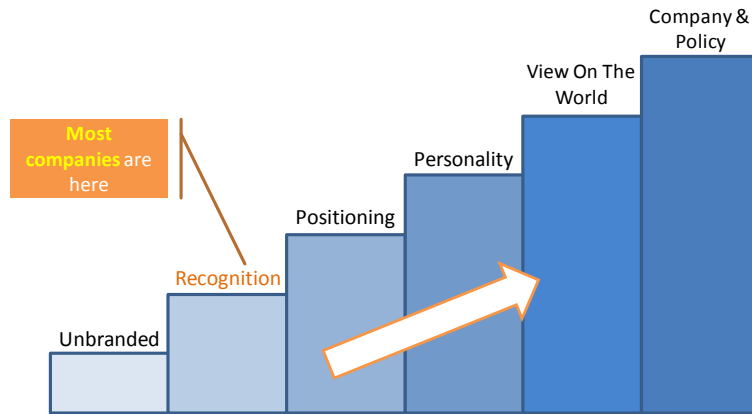 Company &
Policy
View On The
World
Most
companies are
here
Personality
Positioning
Recognition
Unbranded